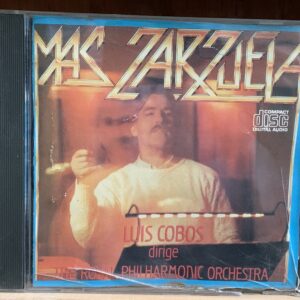 MAS ZARZUELA
COMPACT
DISC
DIGITAL AUDIO
LUIS COBOS
dirige
THE ROYAL PHILHARMONIC ORCHESTRA